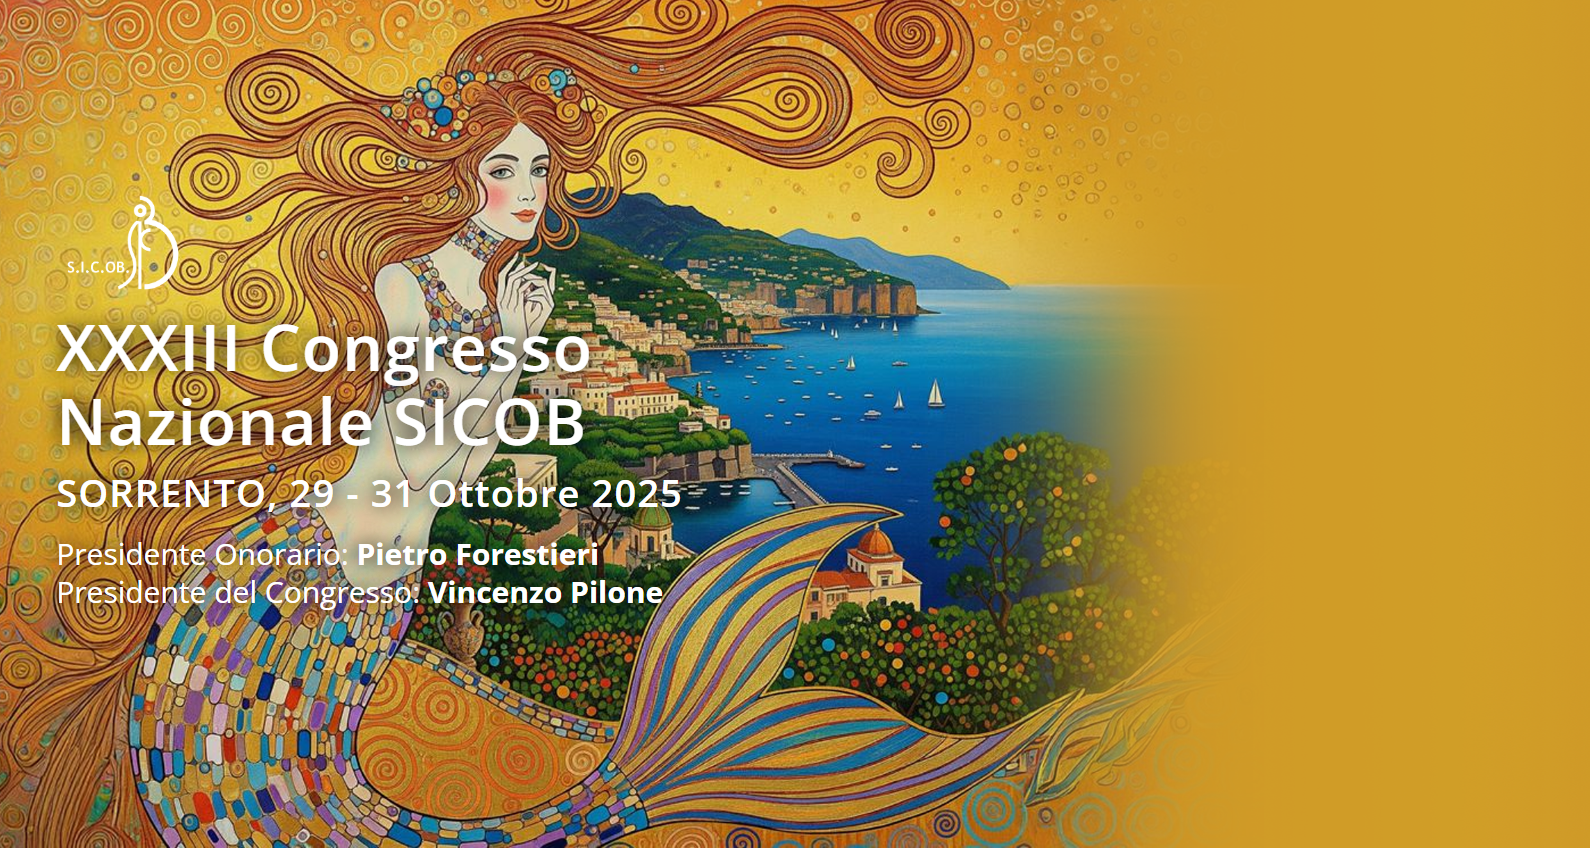 S.I.C.OB.
XXXIII Congresso
Nazionale SICOB
SORRENTO, 29 - 31 Ottobre 2025
Presidente Onorario: Pietro Forestieri
Presidente del Congresso: Vincenzo Pilone